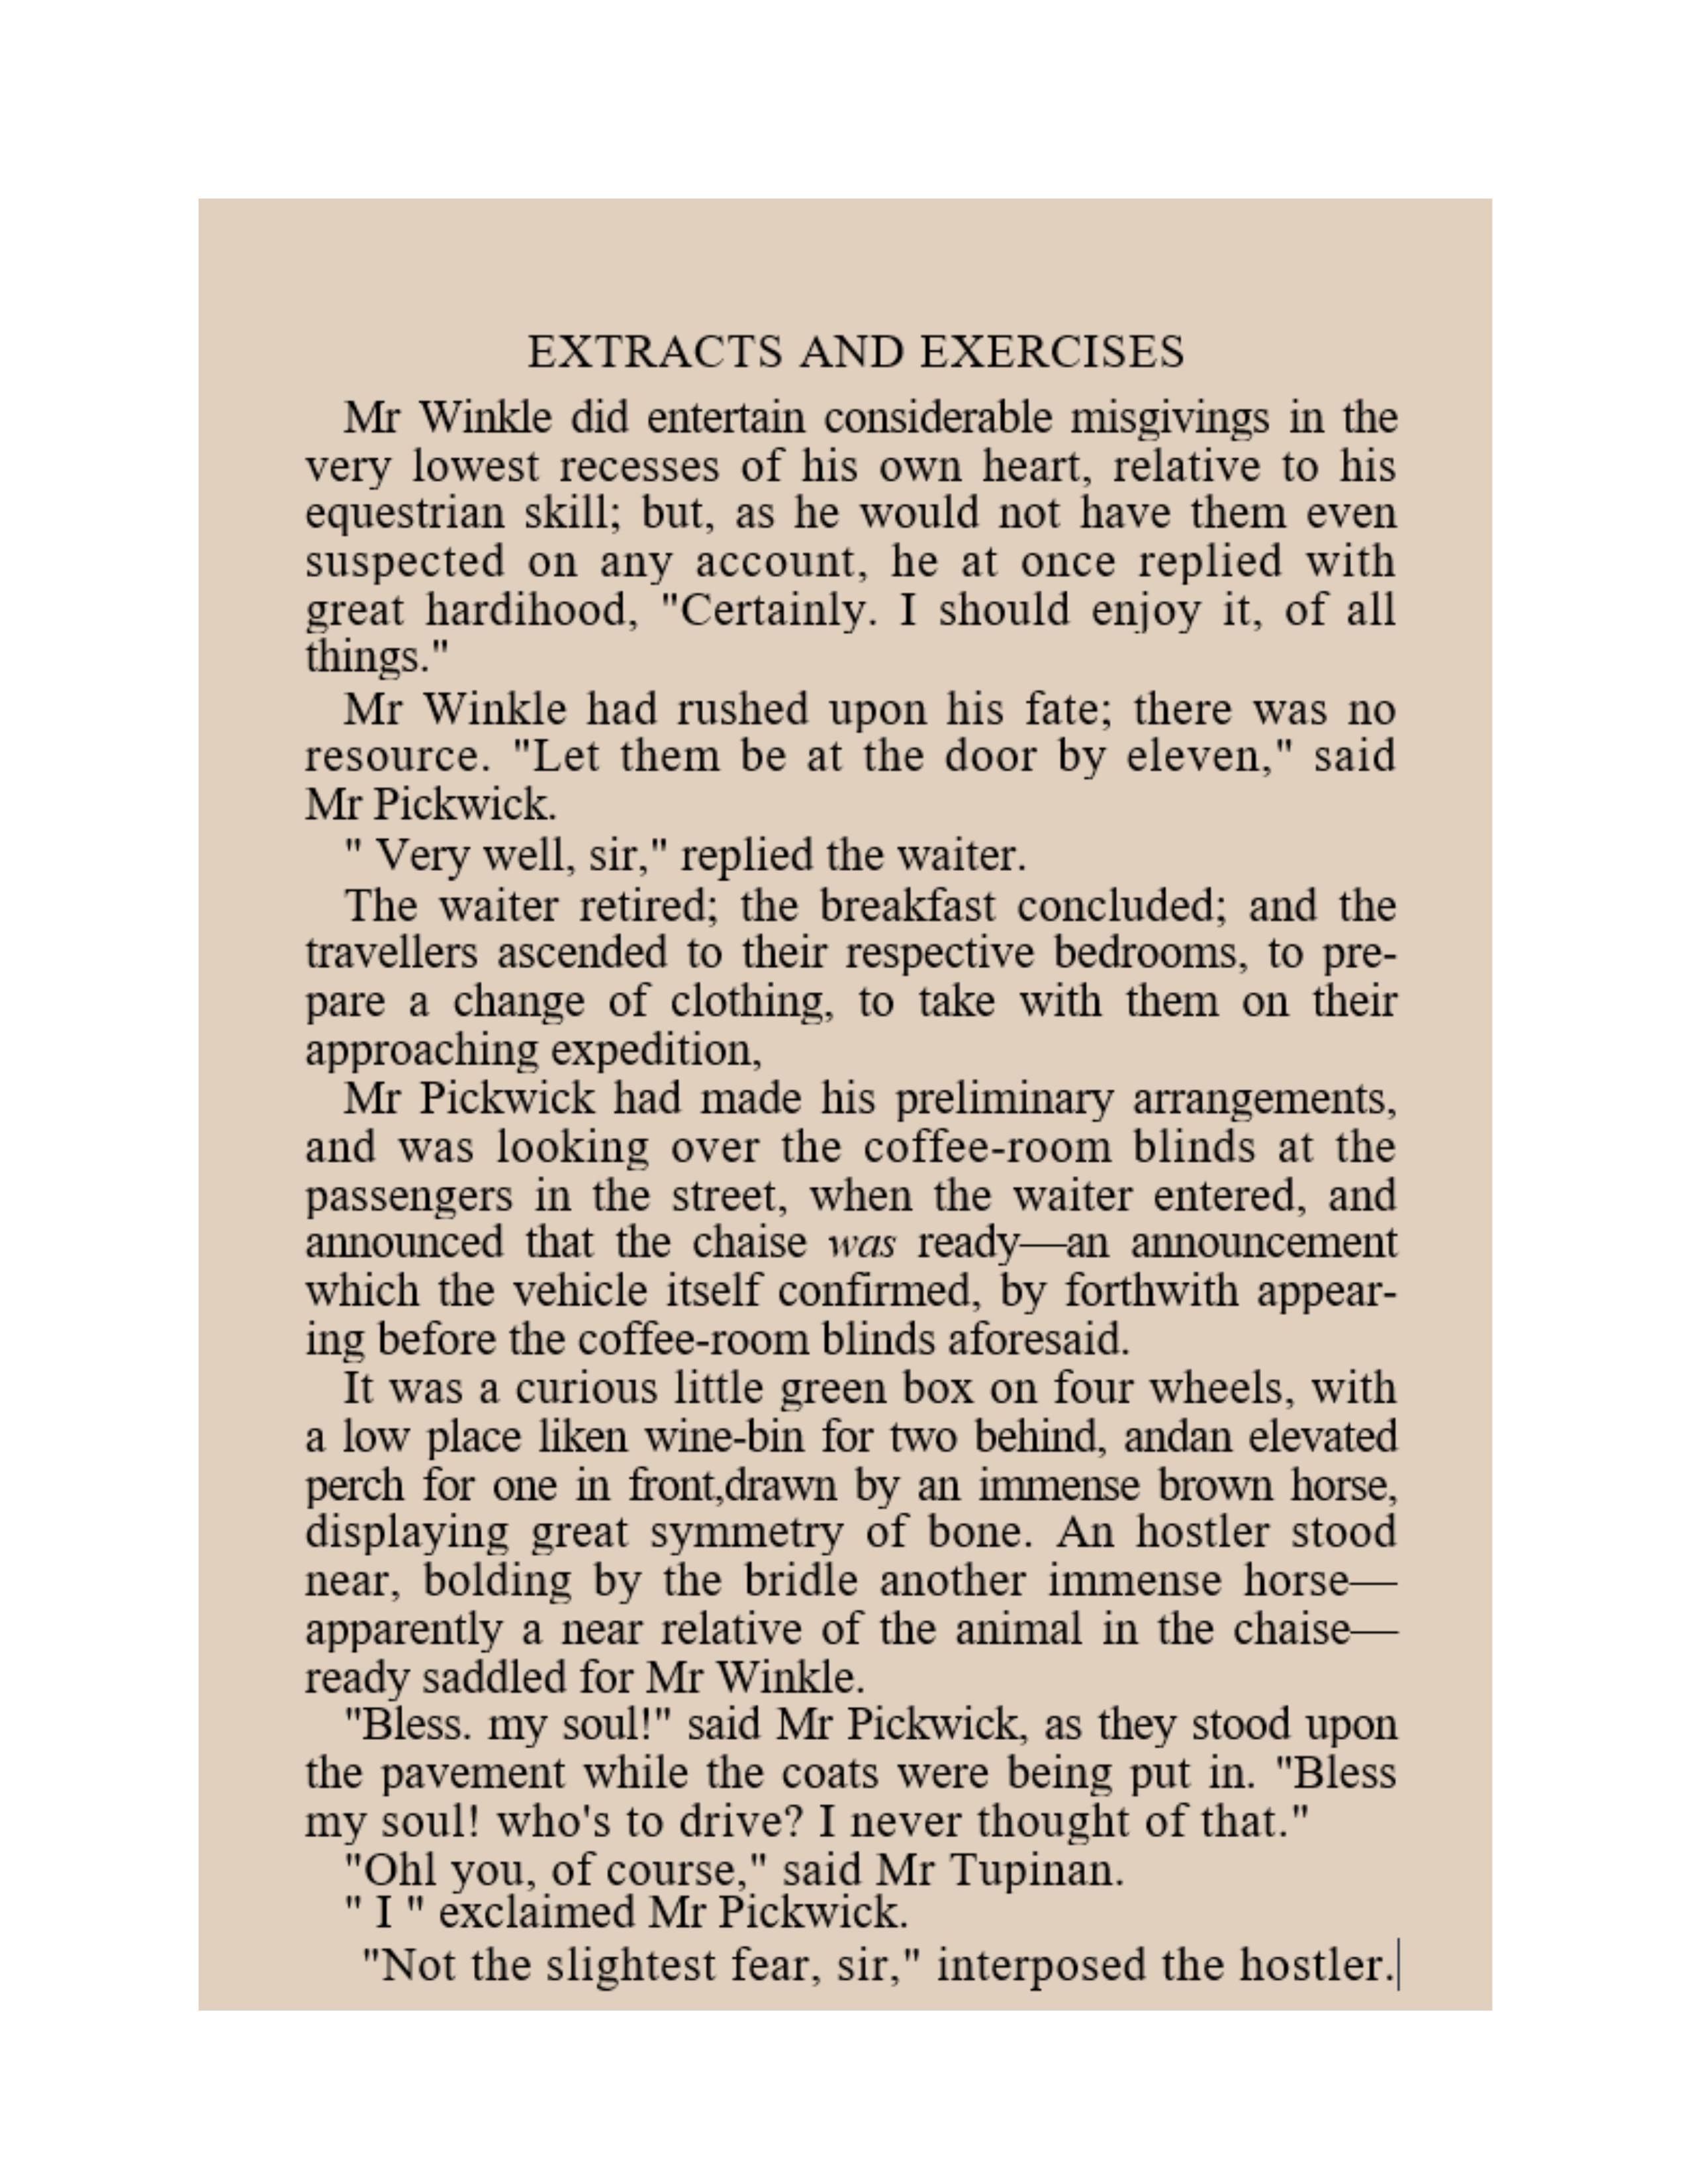 EXTRACTS AND EXERCISES
Mr Winkle did entertain considerable misgivings in the
very lowest recesses of his own heart, relative to his
equestrian skill; but, as he would not have them even
suspected on any account, he at once replied with
great hardihood, "Certainly. I should enjoy it, of all
things."
Mr Winkle had rushed upon his fate; there was no
resource. "Let them be at the door by eleven," said
Mr Pickwick.
" Very well, sir," replied the waiter.
The waiter retired; the breakfast concluded; and the
travellers ascended to their respective bedrooms, to pre-
pare a change of clothing, to take with them on their
approaching expedition,
Mr Pickwick had made his preliminary arrangements,
and was looking over the coffee-room blinds at the
passengers in the street, when the waiter entered, and
announced that the chaise was ready—an announcement
which the vehicle itself confirmed, by forthwith appear-
ing before the coffee-room blinds aforesaid.
It was a curious little green box on four wheels, with
a low place liken wine-bin for two behind, andan elevated
perch for one in front,drawn by an immense brown horse,
displaying great symmetry of bone. An hostler stood
near, bolding by the bridle another immense horse—
apparently a near relative of the animal in the chaise—
ready saddled for Mr Winkle.
"Bless. my soul!" said Mr Pickwick, as they stood upon
the pavement while the coats were being put in. "Bless
my soul! who's to drive? I never thought of that."
"Ohl you, of course," said Mr Tupinan.
" I " exclaimed Mr Pickwick.
"Not the slightest fear, sir," interposed the hostler.